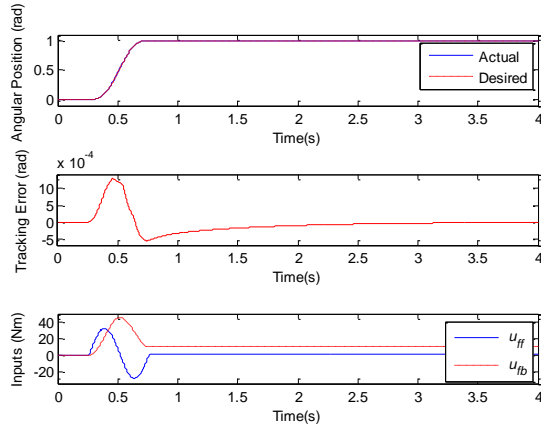 Angular Position (rad)
1
0.5
0
Actual
Desired
0 0.5 1 1.5 2 2.5 3 3.5 4
Time(s)
x 10-4
Tracking Error (rad)
10
5
0
-5
0 0.5 1 1.5 2 2.5 3 3.5 4
Time(s)
Inputs (Nm)
40
20
0
-20
uff
ufb
0 0.5 1 1.5 2 2.5 3 3.5 4
Time(s)